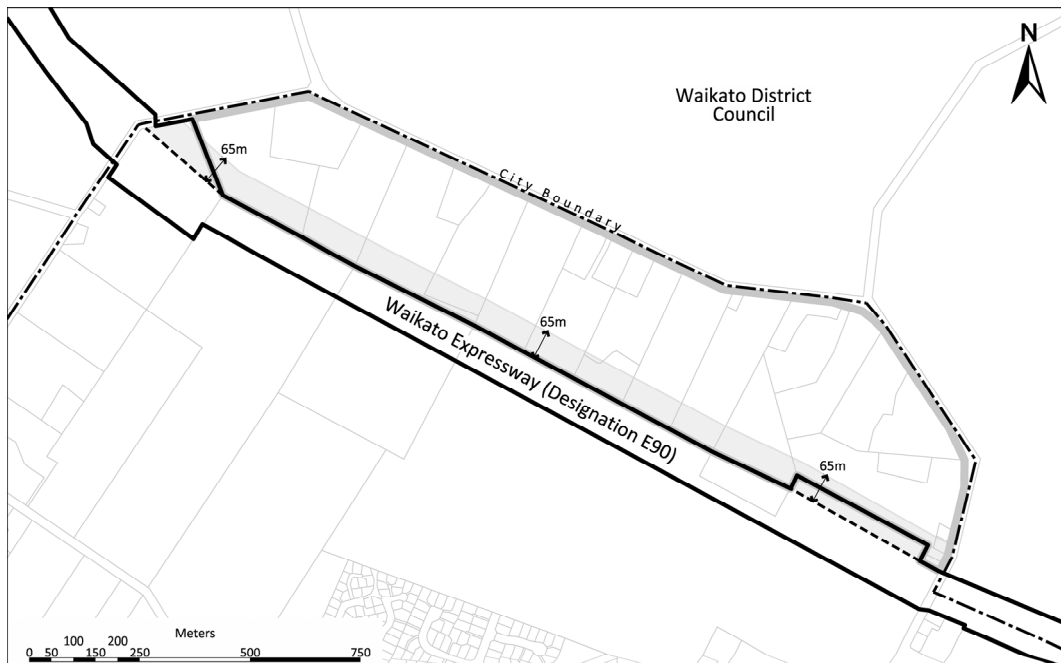 N
Waikato District
Council
65m
City Boundary
65m
Waikato Expressway (Designation E90)
65m
Meters
0 50 100 150 200 250 500 750